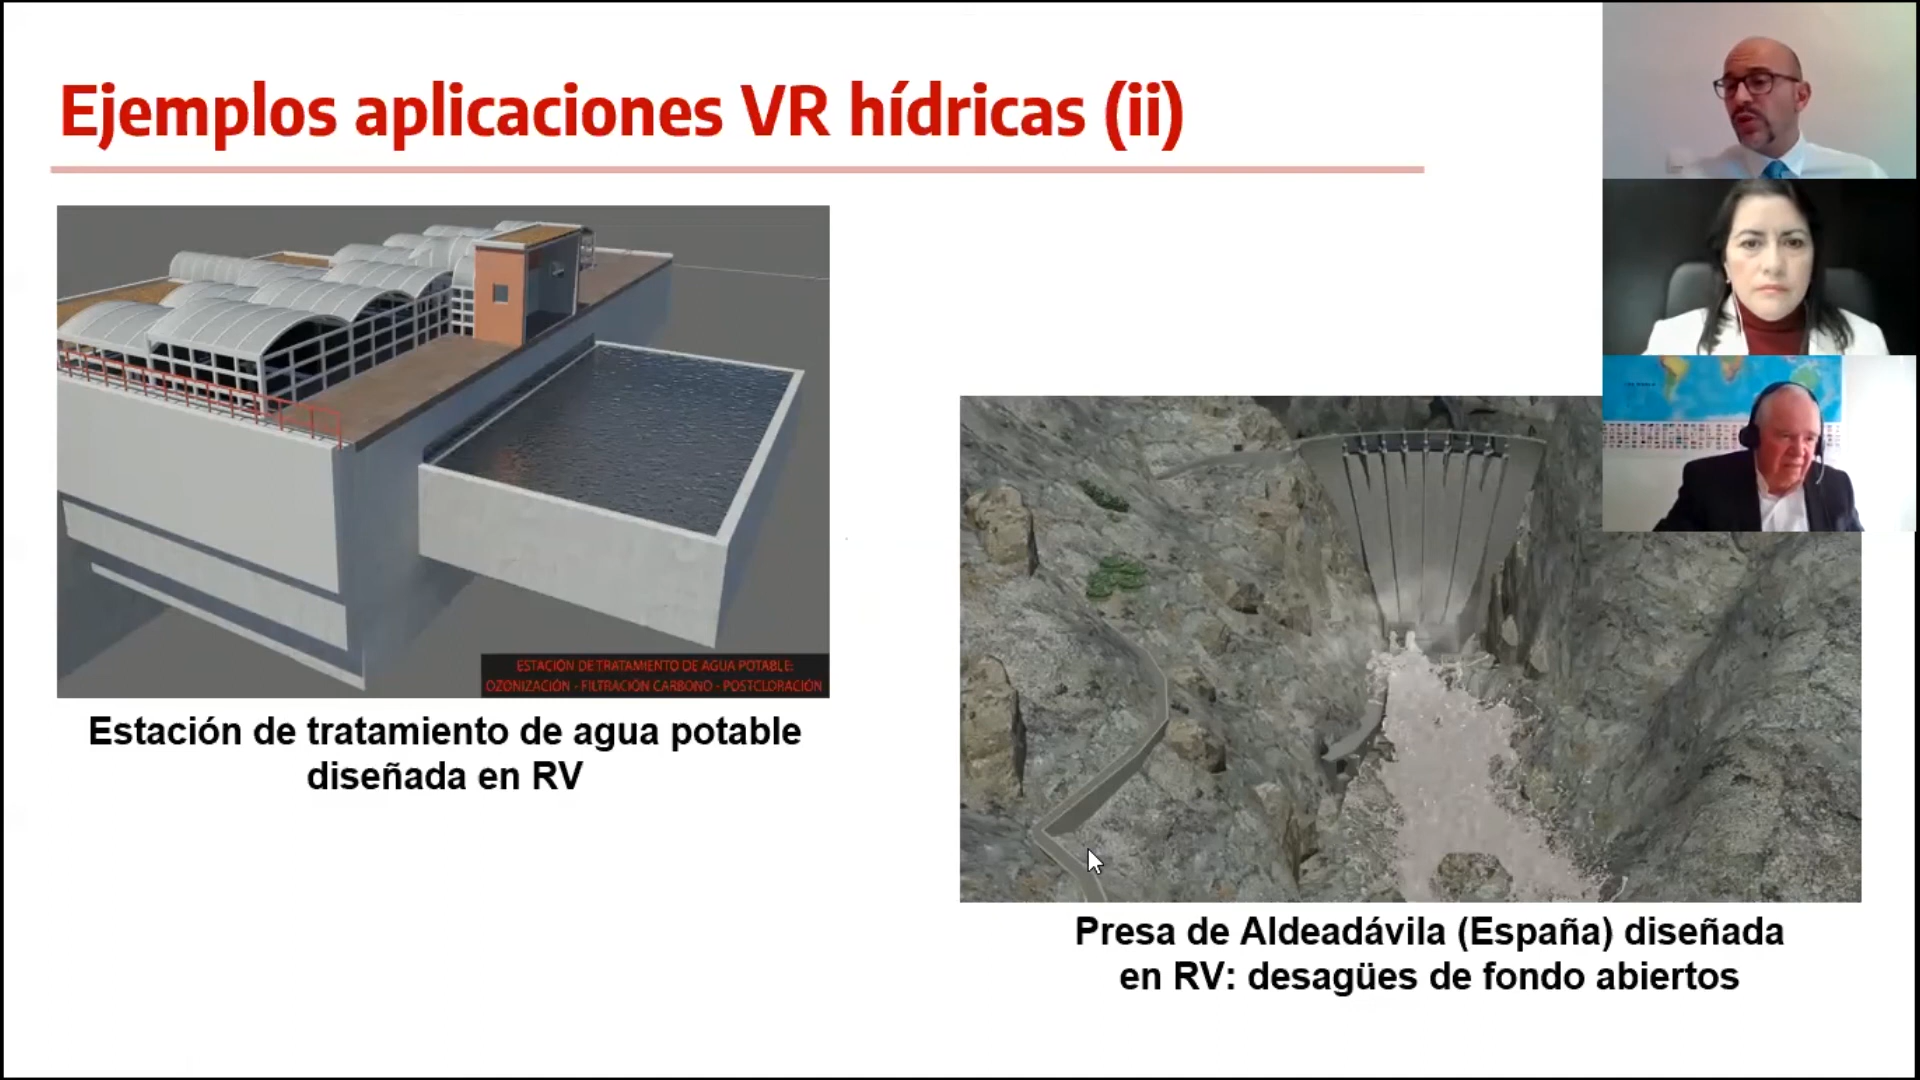 Ejemplos aplicaciones VR hídricas (ii)
ESTACIÓN DE TRATAMIENTO DE AGUA POTABLE:
OZONIZACIÓN - FILTRACIÓN CARBONO - POSTCLORACIÓN
Estación de tratamiento de agua potable
diseñada en RV
Presa de Aldeadávila (España) diseñada
en RV: desagües de fondo abiertos